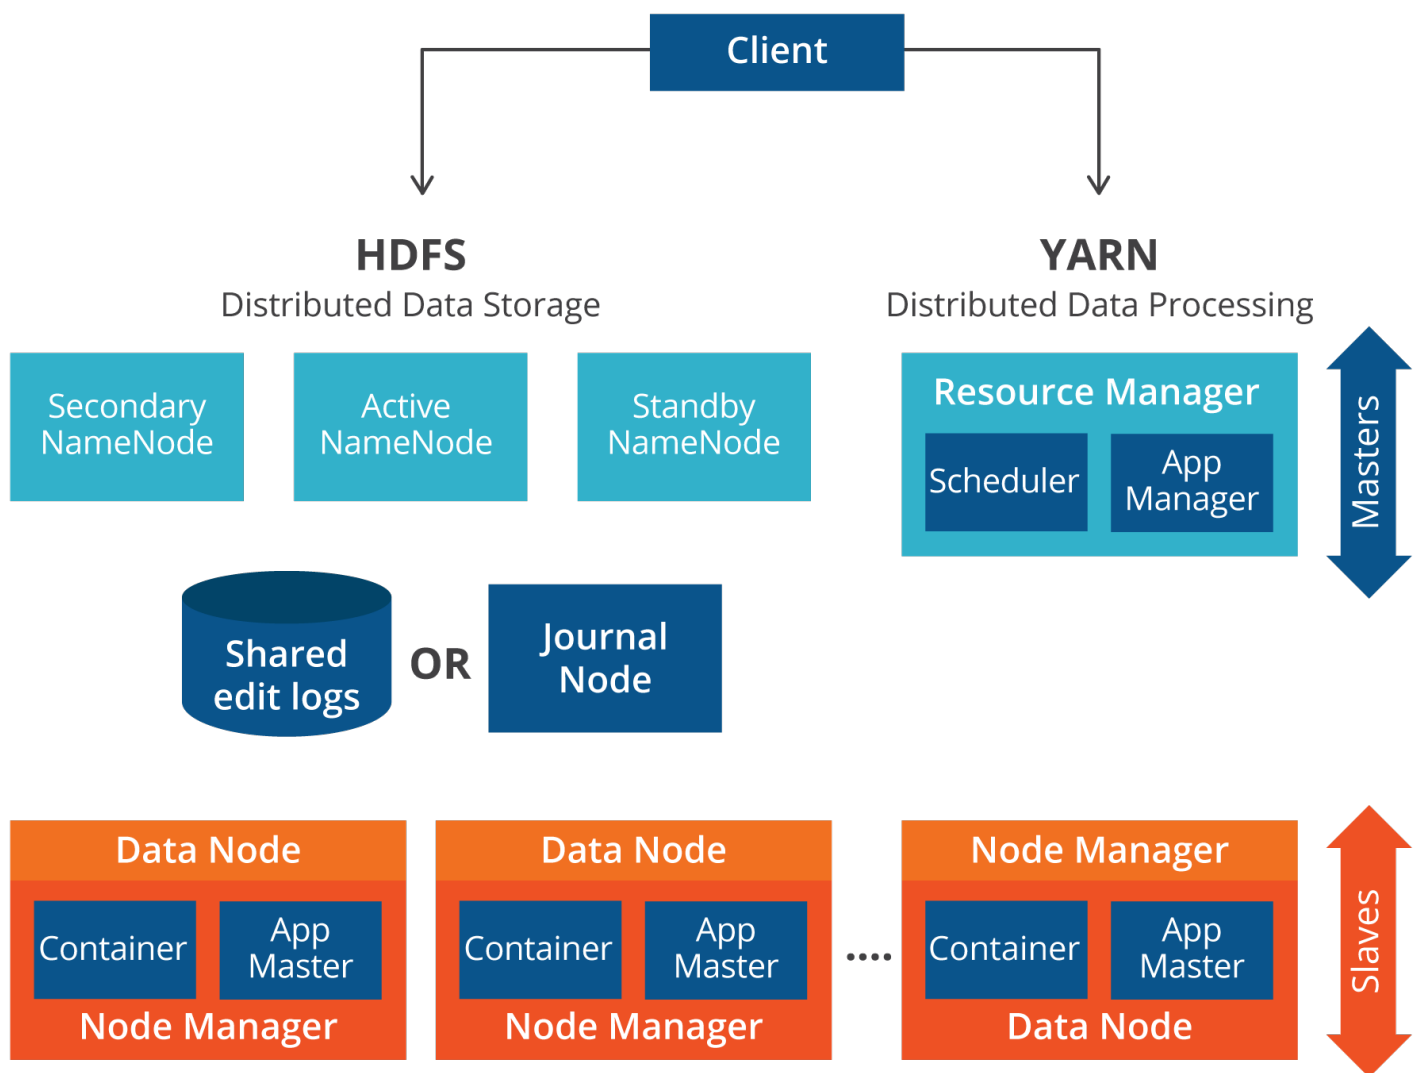 Client
HDFS
Distributed Data Storage
YARN
Distributed Data Processing
Secondary
NameNode
Active
NameNode
Standby
NameNode
Resource Manager
Scheduler
App
Manager
Masters
Shared
edit logs
OR
Journal
Node
Data Node
Container
App
Master
Node Manager
Data Node
Container
App
Master
Node Manager
....
Node Manager
Container
App
Master
Data Node
Slaves